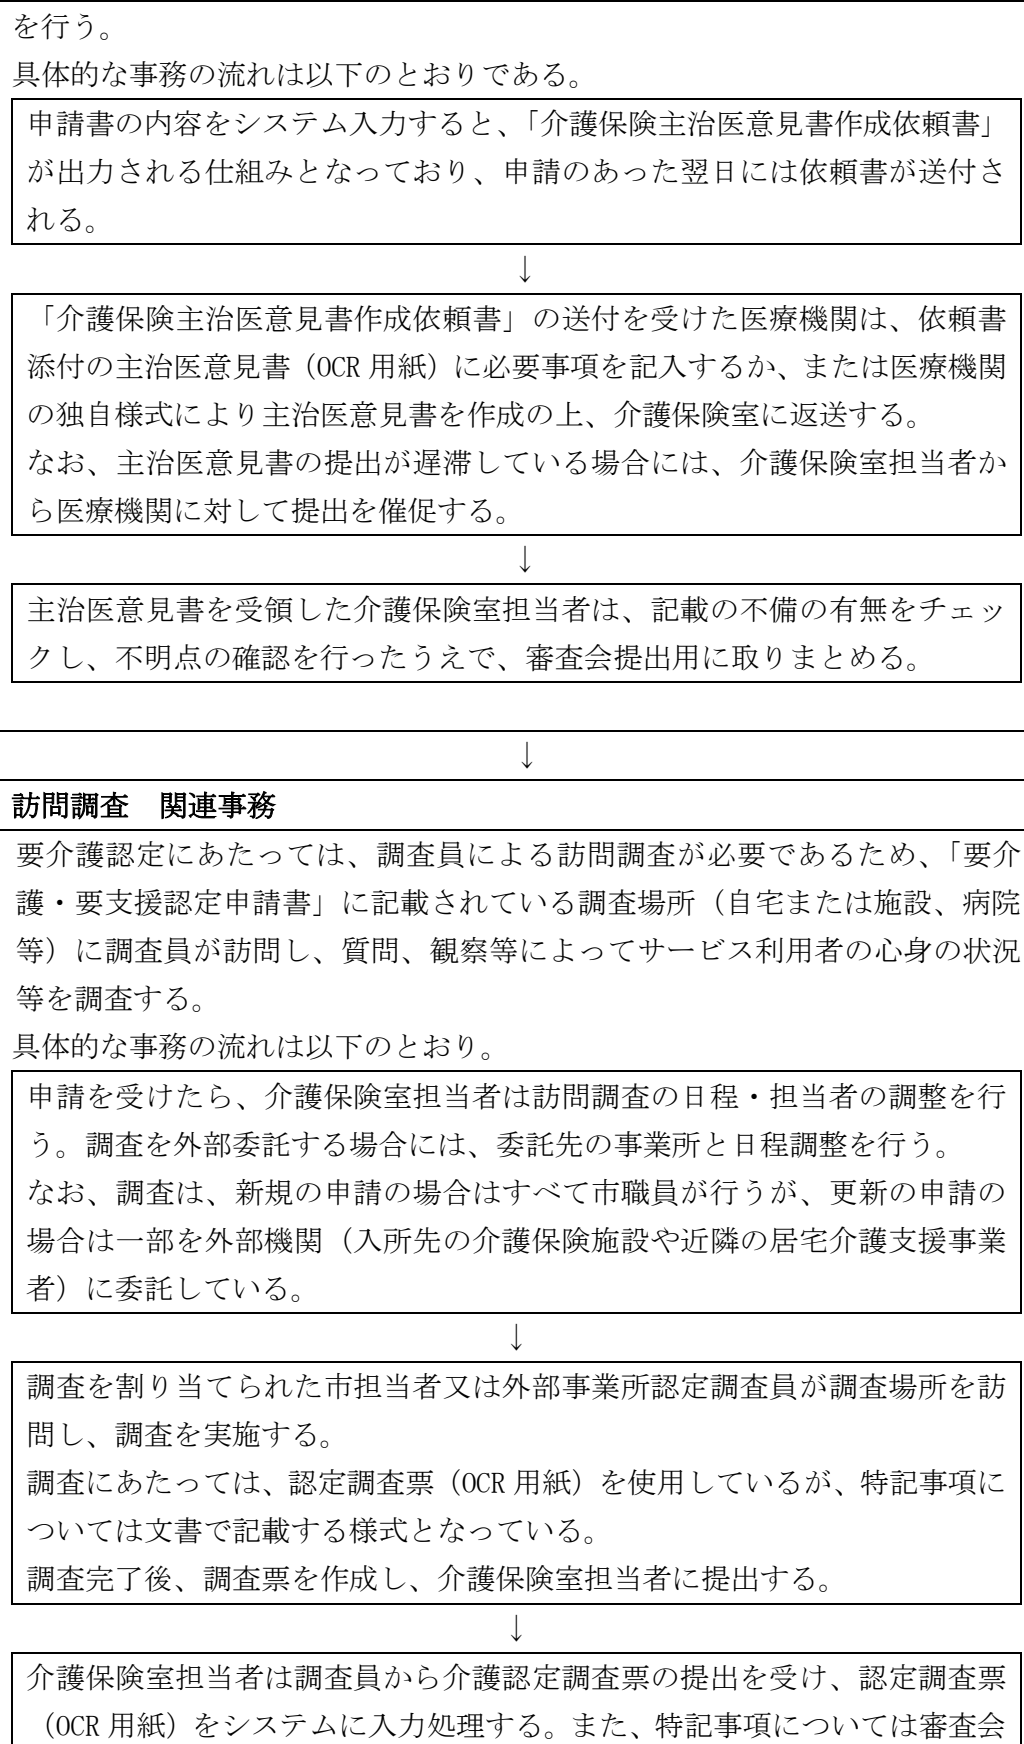 を行う。
具体的な事務の流れは以下のとおりである。
申請書の内容をシステム入力すると、「介護保険主治医意見書作成依頼書」
が出力される仕組みとなっており、申請のあった翌日には依頼書が送付さ
れる。
↓
「介護保険主治医意見書作成依頼書」の送付を受けた医療機関は、依頼書
添付の主治医意見書（OCR 用紙）に必要事項を記入するか、または医療機関
の独自様式により主治医意見書を作成の上、介護保険室に返送する。
なお、主治医意見書の提出が遅滞している場合には、介護保険室担当者か
ら医療機関に対して提出を催促する。
↓
主治医意見書を受領した介護保険室担当者は、記載の不備の有無をチェッ
クし、不明点の確認を行ったうえで、審査会提出用に取りまとめる。
↓
訪問調査　関連事務
要介護認定にあたっては、調査員による訪問調査が必要であるため、「要介
護・要支援認定申請書」に記載されている調査場所（自宅または施設、病院
等）に調査員が訪問し、質問、観察等によってサービス利用者の心身の状況
等を調査する。
具体的な事務の流れは以下のとおり。
申請を受けたら、介護保険室担当者は訪問調査の日程・担当者の調整を行
う。調査を外部委託する場合には、委託先の事業所と日程調整を行う。
なお、調査は、新規の申請の場合はすべて市職員が行うが、更新の申請の
場合は一部を外部機関（入所先の介護保険施設や近隣の居宅介護支援事業
者）に委託している。
↓
調査を割り当てられた市担当者又は外部事業所認定調査員が調査場所を訪
問し、調査を実施する。
調査にあたっては、認定調査票（OCR 用紙）を使用しているが、特記事項に
ついては文書で記載する様式となっている。
調査完了後、調査票を作成し、介護保険室担当者に提出する。
↓
介護保険室担当者は調査員から介護認定調査票の提出を受け、認定調査票
（OCR 用紙）をシステムに入力処理する。また、特記事項については審査会